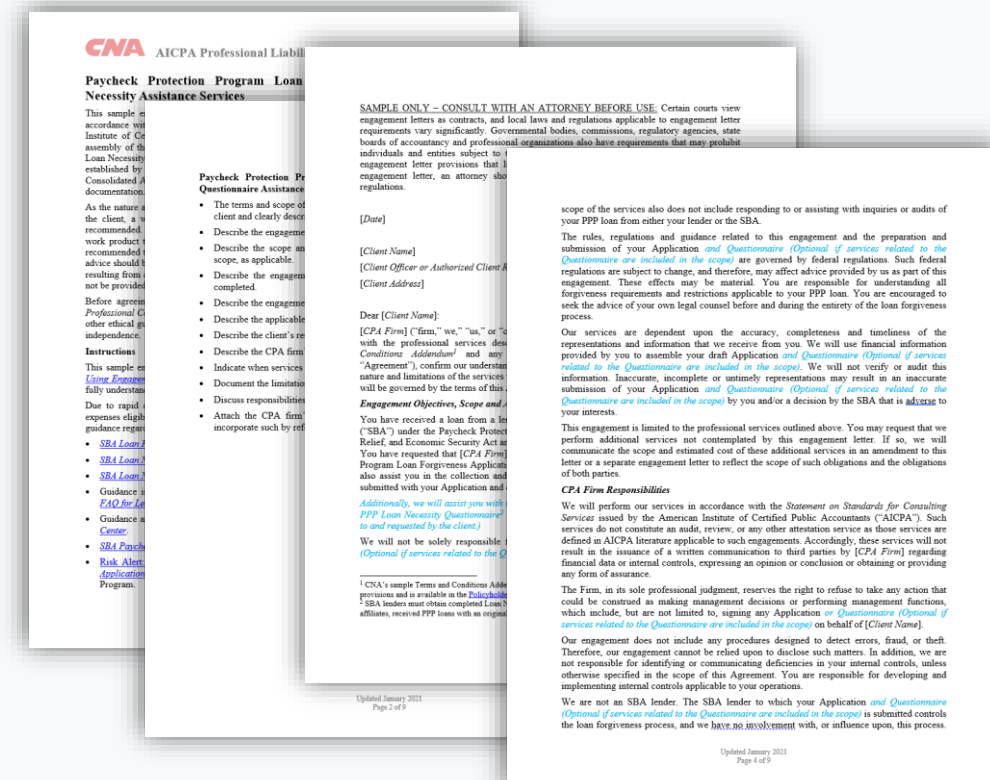 CNA AICPA Professional Liabil
Paycheck Protection Program Loan
Necessity Assistance Services
This sample e
accordance wit
Institute of Ce
assembly of th
Loan Necessity
established by
Consolidated A
documentation.
As the nature a
the client, a w
recommended.
work product t
recommended t
advice should b
resulting from
not be provided
Before agreein
Professional C
other ethical gu
independence.
Instructions
This sample en
Using Engagem
fully understan
Due to rapid c
expenses eligib
guidance regard
• SBA Loan F
• SBA Loan N
• SBA Loan N
• Guidance is
FAQ for Le
• Guidance a
Center.
• SBA Paych
• Risk Alert:
Application
Program.
Paycheck Protection Pr
Questionnaire Assistance
• The terms and scope of
client and clearly descri
• Describe the engageme
• Describe the scope an
scope, as applicable.
• Describe the engagem
completed.
• Describe the engageme
• Describe the applicable
• Describe the client's re
• Describe the CPA firm'
• Indicate when services
• Document the limitatio
• Discuss responsibilities
• Attach the CPA firm'
incorporate such by ref
SAMPLE ONLY – CONSULT WITH AN ATTORNEY BEFORE USE: Certain courts view
engagement letters as contracts, and local laws and regulations applicable to engagement letter
requirements vary significantly. Governmental bodies, commissions, regulatory agencies, state
boards of accountancy and professional organizations also have requirements that may prohibit
individuals and entities subject to t
engagement letter provisions that l
engagement letter, an attorney sho
regulations.
[Date]
[Client Name]
[Client Officer or Authorized Client R
[Client Address]
Dear [Client Name]:
[CPA Firm] ("firm," we," "us," or "o
with the professional services desc
Conditions Addendum1 and any
"Agreement"), confirm our understan
nature and limitations of the services
will be governed by the terms of this
Engagement Objectives, Scope and
You have received a loan from a le
("SBA") under the Paycheck Protect
Relief, and Economic Security Act an
You have requested that [CPA Firm]
Program Loan Forgiveness Applicati
also assist you in the collection and
submitted with your Application and
Additionally, we will assist you with
PPP Loan Necessity Questionnaire2
to and requested by the client.)
We will not be solely responsible f
(Optional if services related to the Q
1 CNA's sample Terms and Conditions Adde
provisions and is available in the Policyholde
2 SBA lenders must obtain completed Loan N
affiliates, received PPP loans with an original
Updated January 2021
Page 2 of 9
scope of the services also does not include responding to or assisting with inquiries or audits of
your PPP loan from either your lender or the SBA.
The rules, regulations and guidance related to this engagement and the preparation and
submission of your Application and Questionnaire (Optional if services related to the
Questionnaire are included in the scope) are governed by federal regulations. Such federal
regulations are subject to change, and therefore, may affect advice provided by us as part of this
engagement. These effects may be material. You are responsible for understanding all
forgiveness requirements and restrictions applicable to your PPP loan. You are encouraged to
seek the advice of your own legal counsel before and during the entirety of the loan forgiveness
process.
Our services are dependent upon the accuracy, completeness and timeliness of the
representations and information that we receive from you. We will use financial information
provided by you to assemble your draft Application and Questionnaire (Optional if services
related to the Questionnaire are included in the scope). We will not verify or audit this
information. Inaccurate, incomplete or untimely representations may result in an inaccurate
submission of your Application and Questionnaire (Optional if services related to the
Questionnaire are included in the scope) by you and/or a decision by the SBA that is adverse to
your interests.
This engagement is limited to the professional services outlined above. You may request that we
perform additional services not contemplated by this engagement letter. If so, we will
communicate the scope and estimated cost of these additional services in an amendment to this
letter or a separate engagement letter to reflect the scope of such obligations and the obligations
of both parties.
CPA Firm Responsibilities
We will perform our services in accordance with the Statement on Standards for Consulting
Services issued by the American Institute of Certified Public Accountants ("AICPA"). Such
services do not constitute an audit, review, or any other attestation service as those services are
defined in AICPA literature applicable to such engagements. Accordingly, these services will not
result in the issuance of a written communication to third parties by [CPA Firm] regarding
financial data or internal controls, expressing an opinion or conclusion or obtaining or providing
any form of assurance.
The Firm, in its sole professional judgment, reserves the right to refuse to take any action that
could be construed as making management decisions or performing management functions,
which include, but are not limited to, signing any Application or Questionnaire (Optional if
services related to the Questionnaire are included in the scope) on behalf of [Client Name].
Our engagement does not include any procedures designed to detect errors, fraud, or theft.
Therefore, our engagement cannot be relied upon to disclose such matters. In addition, we are
not responsible for identifying or communicating deficiencies in your internal controls, unless
otherwise specified in the scope of this Agreement. You are responsible for developing and
implementing internal controls applicable to your operations.
We are not an SBA lender. The SBA lender to which your Application and Questionnaire
(Optional if services related to the Questionnaire are included in the scope) is submitted controls
the loan forgiveness process, and we have no involvement with, or influence upon, this process.
Updated January 2021
Page 4 of 9